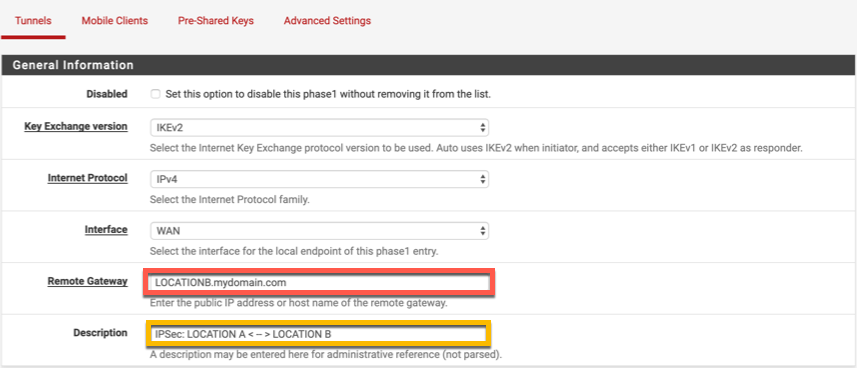 Tunnels Mobile Clients Pre-Shared Keys Advanced Settings
General Information
Disabled Set this option to disable this phase1 without removing it from the list.
Key Exchange version IKEv2
Select the Internet Key Exchange protocol version to be used. Auto uses IKEv2 when initiator, and accepts either IKEv1 or IKEv2 as responder.
Internet Protocol IPv4
Select the Internet Protocol family.
Interface WAN
Select the interface for the local endpoint of this phase1 entry.
Remote Gateway LOCATIONB.mydomain.com
Enter the public IP address or host name of the remote gateway.
Description IPSec: LOCATION A < – > LOCATION B
A description may be entered here for administrative reference (not parsed).